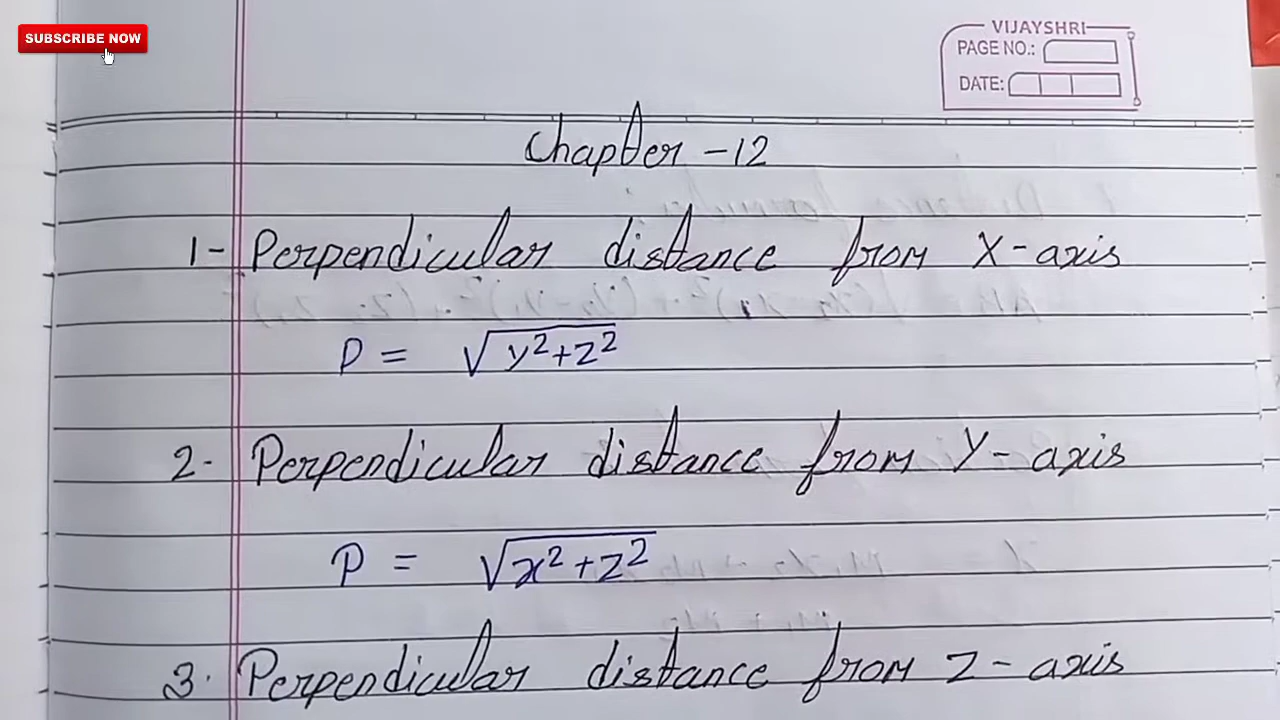 SUBSCRIBE NOW
VIJAYSHRI
PAGE NO.:
DATE:
Chapter - 12
1- Perpendicular distance from X-axis
P = √y²+z²
2- Perpendicular distance from Y-axis
P = √x²+z²
3. Perpendicular distance from Z-axis